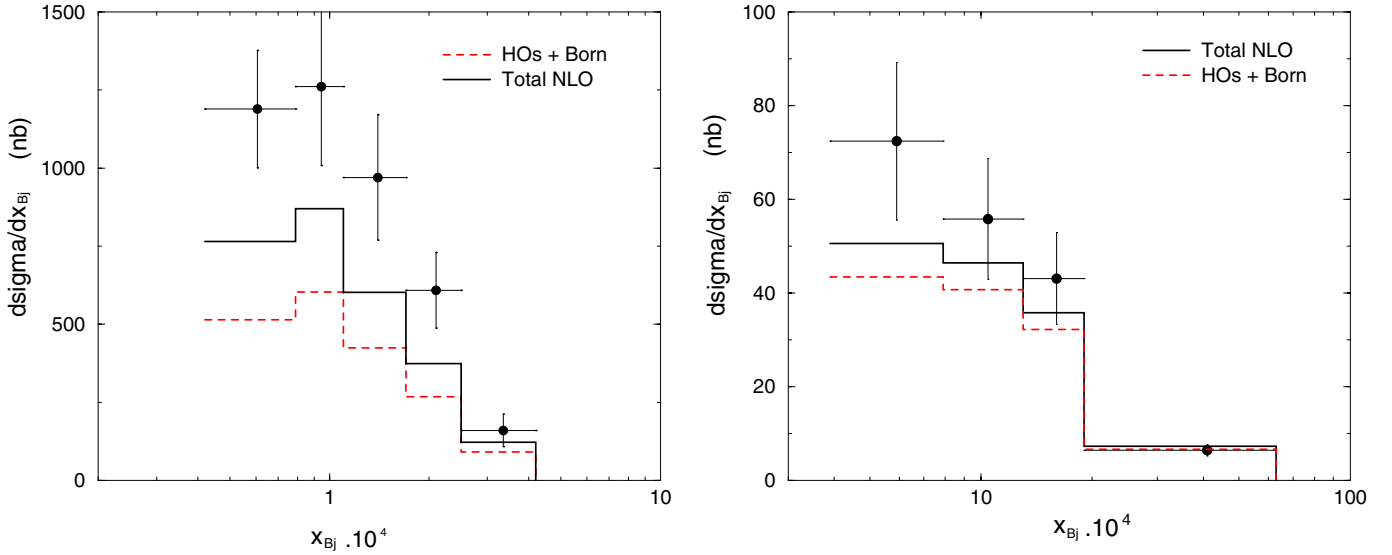 1500
1000
500
0
dsigma/dx_Bj (nb)
HOs + Born
Total NLO
1
10
x_Bj .10^4
100
80
60
40
20
0
dsigma/dx_Bj (nb)
Total NLO
HOs + Born
10
100
x_Bj .10^4